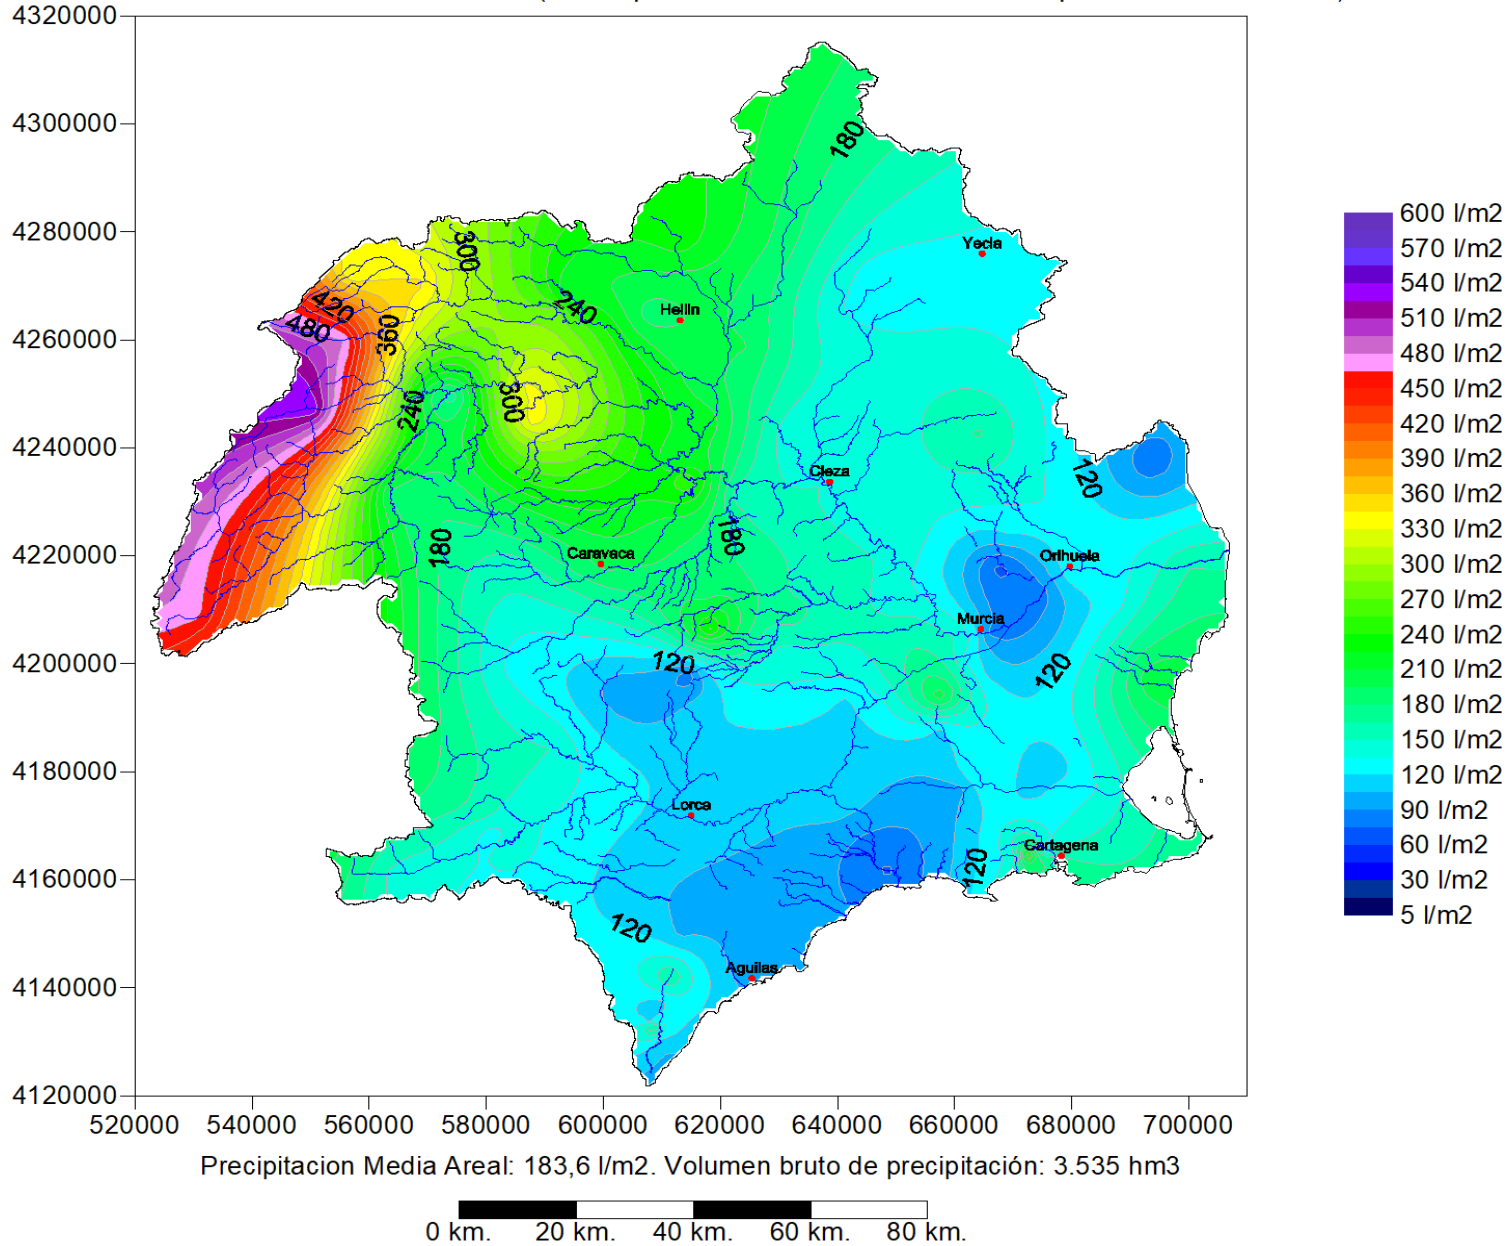 4320000
4300000
180
600 l/m2
4280000
300
Yecla
570 l/m2
540 l/m2
420
240
Hellin
510 l/m2
480
360
4260000
480 l/m2
450 l/m2
300
240
420 l/m2
4240000
390 l/m2
Cieza
120
360 l/m2
330 l/m2
180
180
4220000
Caravaca
Orihuela
300 l/m2
270 l/m2
Murcia
240 l/m2
4200000
120
120
210 l/m2
180 l/m2
150 l/m2
4180000
120 l/m2
Lorca
90 l/m2
Cartagena
60 l/m2
4160000
120
30 l/m2
5 l/m2
120
Aguilas
4140000
4120000
520000 540000 560000 580000 600000 620000 640000 660000 680000 700000
Precipitacion Media Areal: 183,6 l/m2. Volumen bruto de precipitación: 3.535 hm3
0 km. 20 km. 40 km. 60 km. 80 km.